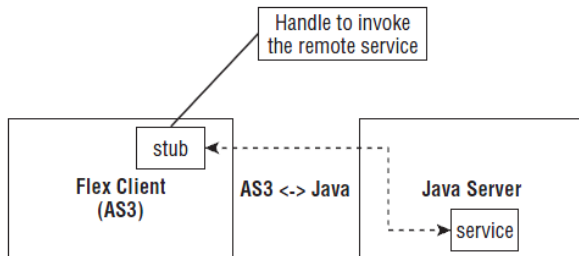 Handle to invoke
the remote service
stub
Flex Client
(AS3)
AS3 <-> Java
Java Server
service